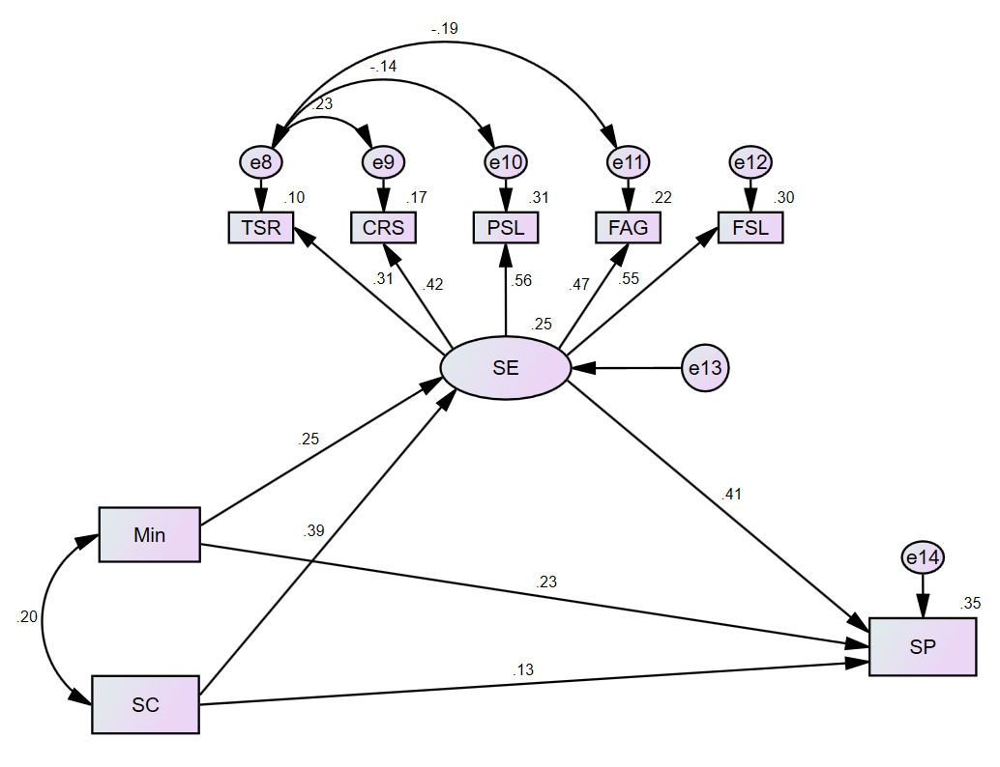 -.19
-.14
.23
e8
e9
e10
e11
e12
.10
.17
.31
.22
.30
TSR
CRS
PSL
FAG
FSL
.31
.42
.56
.47
.55
.25
SE
e13
.25
.41
Min
.39
e14
.23
.20
.35
SP
.13
SC